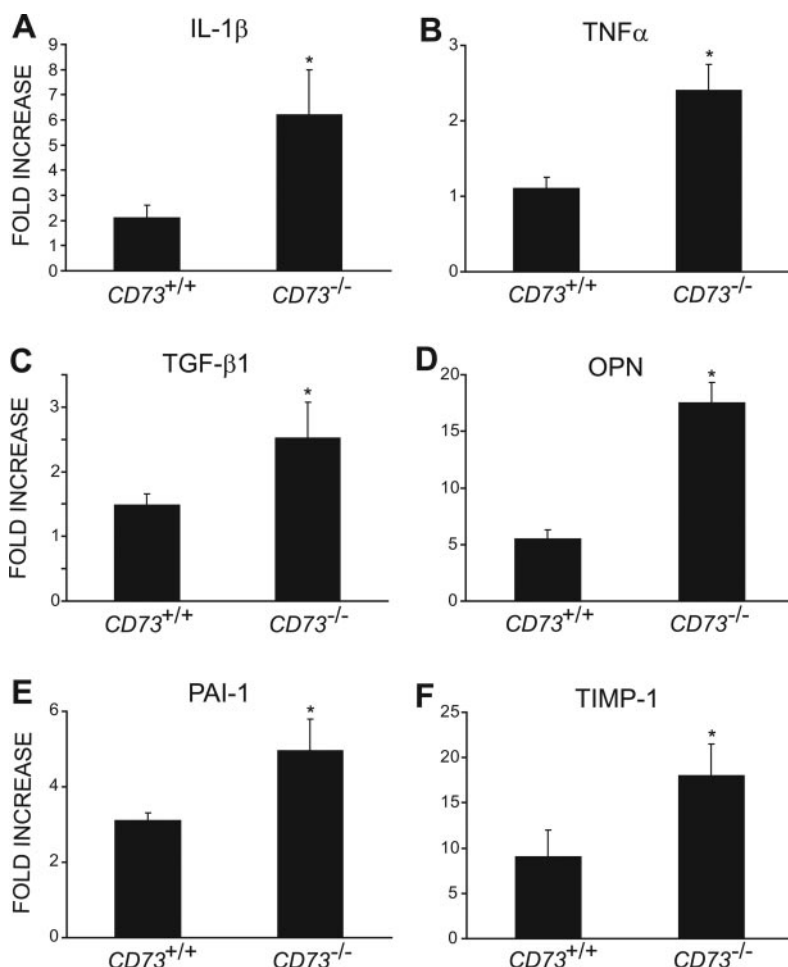 A
IL-1β
FOLD INCREASE
9
8
7
6
5
4
3
2
1
0
*
CD73+/+
CD73-/-
B
TNFα
3
2
1
0
*
CD73+/+
CD73-/-
C
TGF-β1
FOLD INCREASE
3
2
1
0
*
CD73+/+
CD73-/-
D
OPN
20
15
10
5
0
*
CD73+/+
CD73-/-
E
PAI-1
FOLD INCREASE
6
4
2
0
*
CD73+/+
CD73-/-
F
TIMP-1
25
20
15
10
5
0
*
CD73+/+
CD73-/-